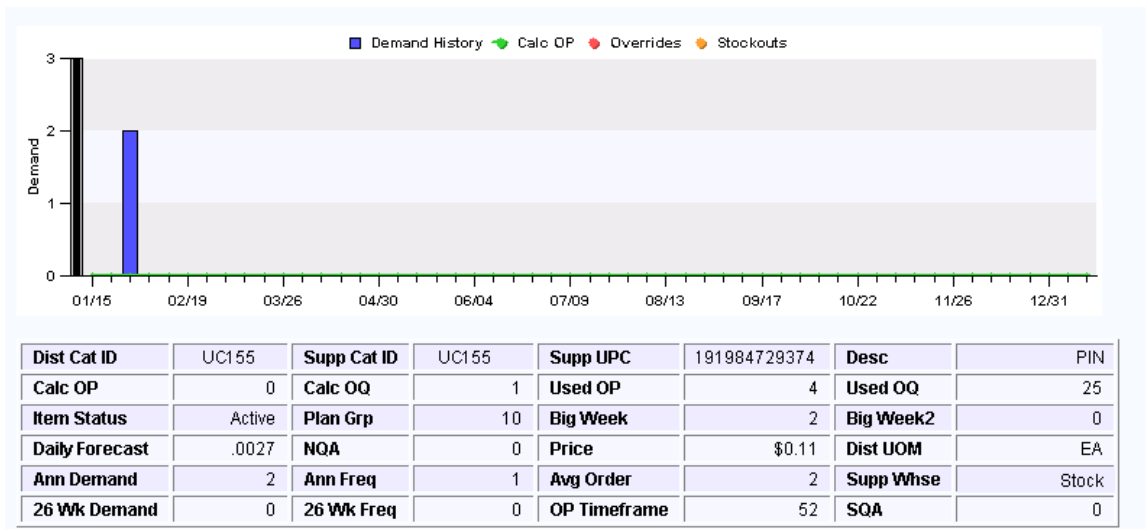 Demand History Calc OP Overrides Stockouts
3
2
1
0
Demand
01/15 02/19 03/26 04/30 06/04 07/09 08/13 09/17 10/22 11/26 12/31
Dist Cat ID UC155 Supp Cat ID UC155 Supp UPC 191984729374 Desc PIN
Calc OP 0 Calc OQ 1 Used OP 4 Used OQ 25
Item Status Active Plan Grp 10 Big Week 2 Big Week2 0
Daily Forecast .0027 NQA 0 Price $0.11 Dist UOM EA
Ann Demand 2 Ann Freq 1 Avg Order 2 Supp Whse Stock
26 Wk Demand 0 26 Wk Freq 0 OP Timeframe 52 SQA 0